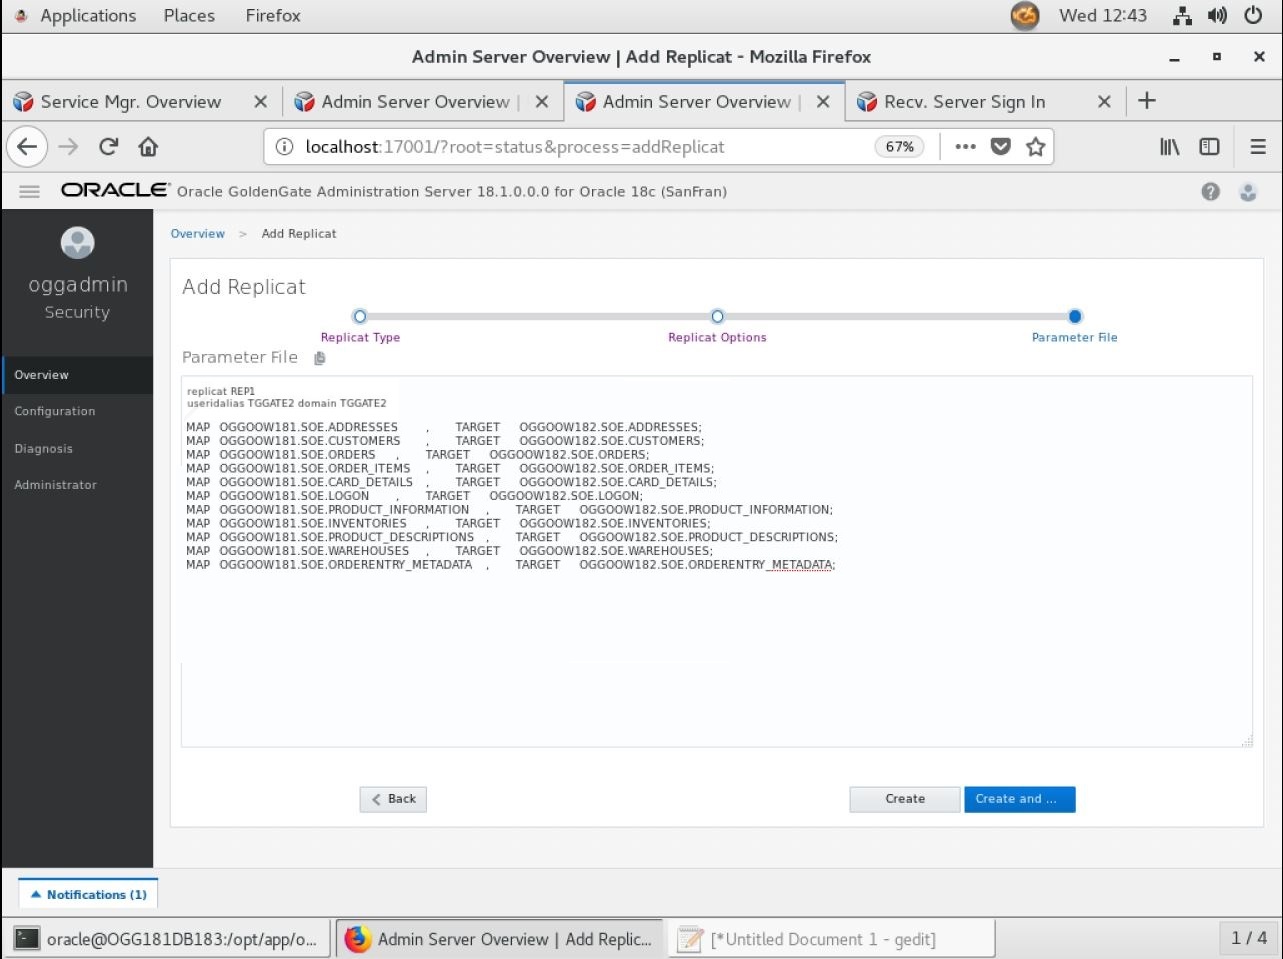 Applications Places Firefox Wed 12:43
Admin Server Overview | Add Replicat - Mozilla Firefox
Service Mgr. Overview Admin Server Overview | Admin Server Overview | Recv. Server Sign In
localhost:17001/?root=status&process=addReplicat 67%
ORACLE Oracle GoldenGate Administration Server 18.1.0.0.0 for Oracle 18c (SanFran)
oggadmin
Security
Overview
Configuration
Diagnosis
Administrator
Overview > Add Replicat
Add Replicat
Replicat Type Replicat Options Parameter File
Parameter File
replicat REP1
useridalias TGGATE2 domain TGGATE2
MAP OGGOOW181.SOE.ADDRESSES , TARGET OGGOOW182.SOE.ADDRESSES;
MAP OGGOOW181.SOE.CUSTOMERS , TARGET OGGOOW182.SOE.CUSTOMERS;
MAP OGGOOW181.SOE.ORDERS , TARGET OGGOOW182.SOE.ORDERS;
MAP OGGOOW181.SOE.ORDER_ITEMS , TARGET OGGOOW182.SOE.ORDER_ITEMS;
MAP OGGOOW181.SOE.CARD_DETAILS , TARGET OGGOOW182.SOE.CARD_DETAILS;
MAP OGGOOW181.SOE.LOGON , TARGET OGGOOW182.SOE.LOGON;
MAP OGGOOW181.SOE.PRODUCT_INFORMATION , TARGET OGGOOW182.SOE.PRODUCT_INFORMATION;
MAP OGGOOW181.SOE.INVENTORIES , TARGET OGGOOW182.SOE.INVENTORIES;
MAP OGGOOW181.SOE.PRODUCT_DESCRIPTIONS , TARGET OGGOOW182.SOE.PRODUCT_DESCRIPTIONS;
MAP OGGOOW181.SOE.WAREHOUSES , TARGET OGGOOW182.SOE.WAREHOUSES;
MAP OGGOOW181.SOE.ORDERENTRY_METADATA , TARGET OGGOOW182.SOE.ORDERENTRY_METADATA;
Back Create Create and ...
Notifications (1)
oracle@OGG181DB183:/opt/app/o... Admin Server Overview | Add Replic... [*Untitled Document 1 - gedit] 1 / 4